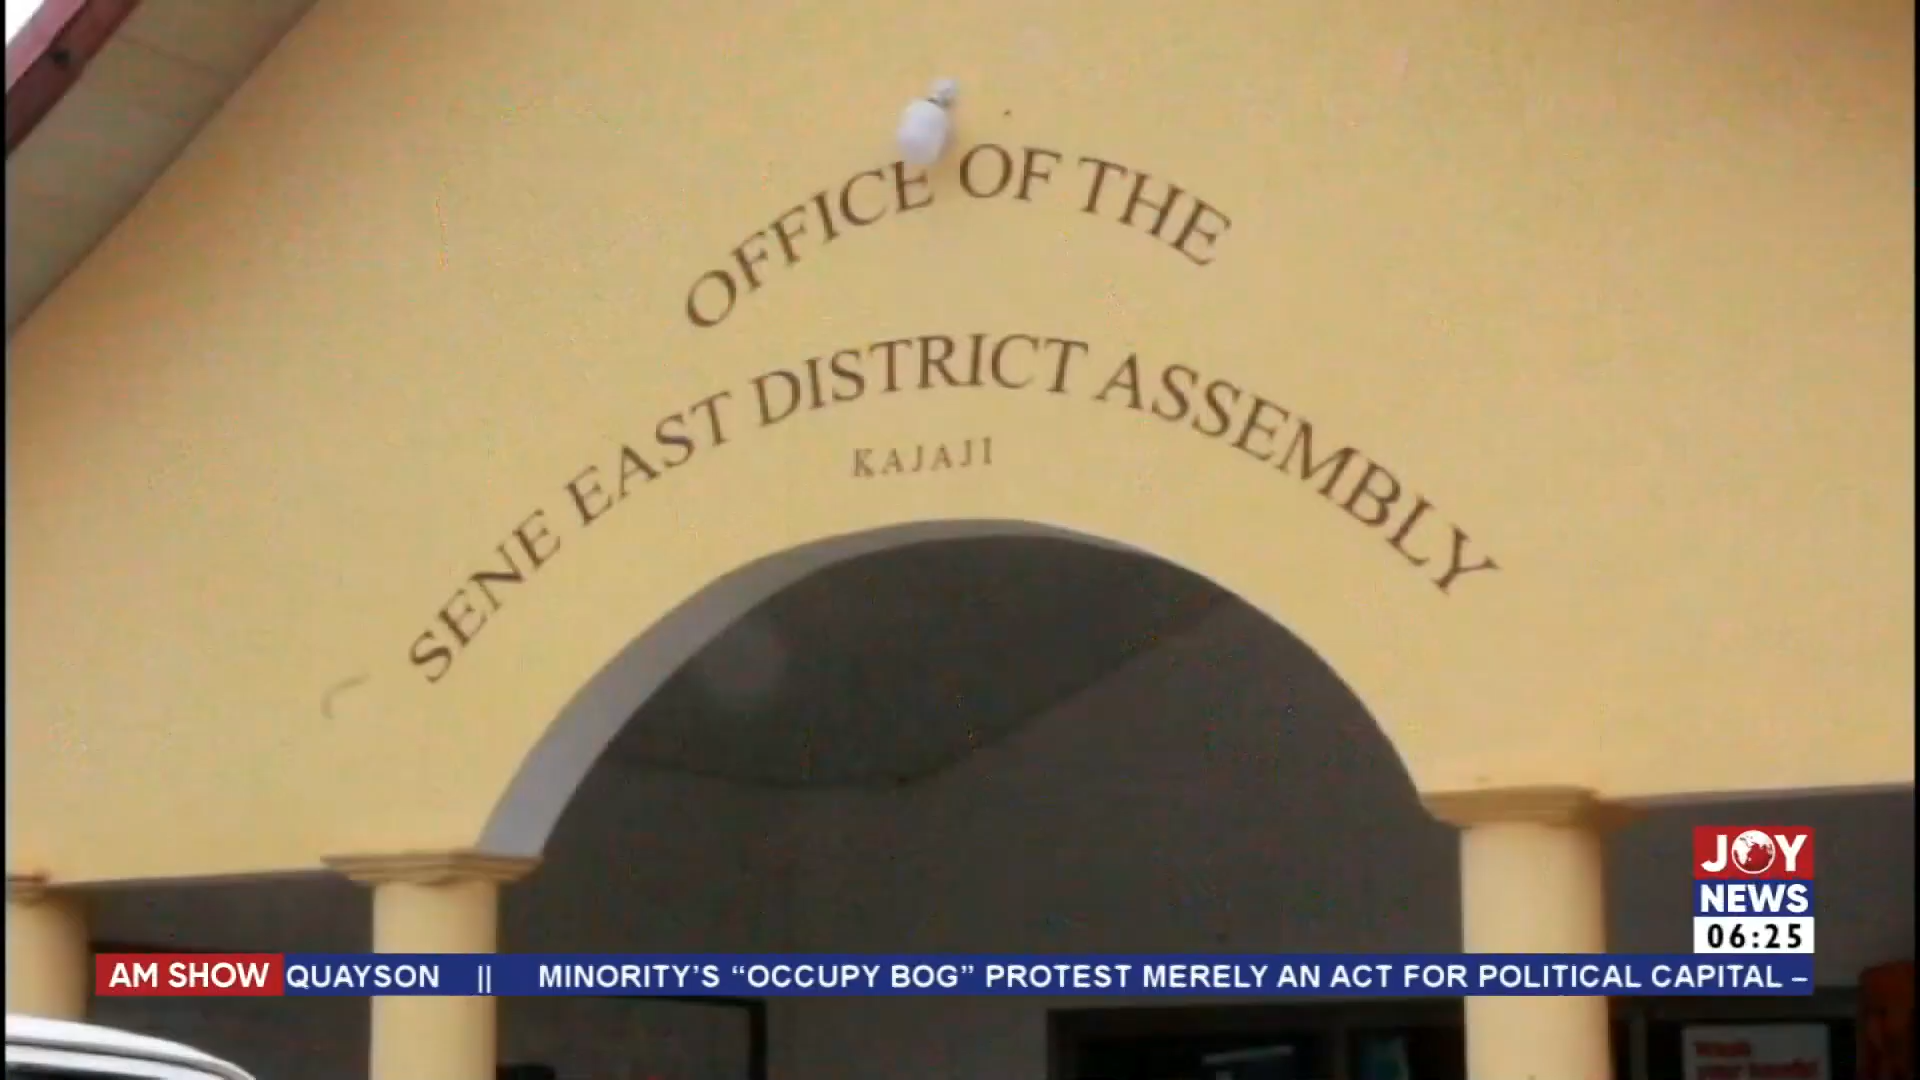 OFFICE OF THE
SENE EAST DISTRICT ASSEMBLY
KAJAJI
JOY
NEWS
06:25
AM SHOW QUAYSON || MINORITY'S “OCCUPY BOG” PROTEST MERELY AN ACT FOR POLITICAL CAPITAL –